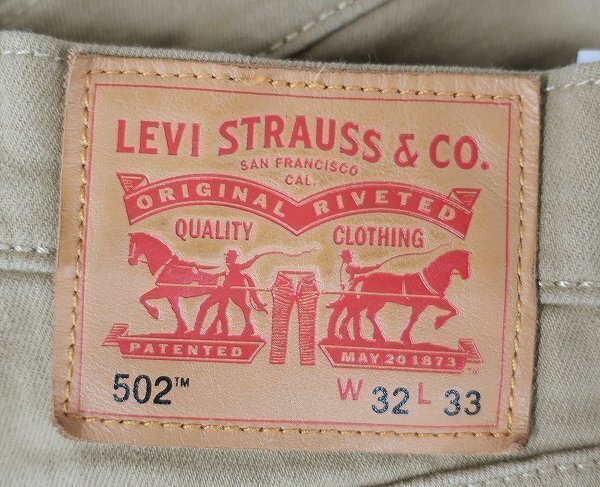 LEVI STRAUSS & CO.
SAN FRANCISCO
CAL.
ORIGINAL RIVETED
QUALITY CLOTHING
PATENTED MAY 20 1873
502™ W 32 L 33